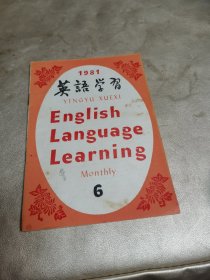 1981
英語學習
YINGYU XUEXI
English
Language
Learning
Monthly
6